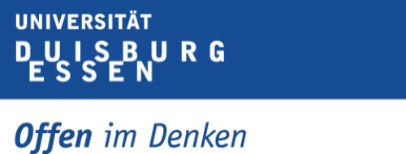 UNIVERSITÄT
DUISBURG
ESSEN
Offen im Denken